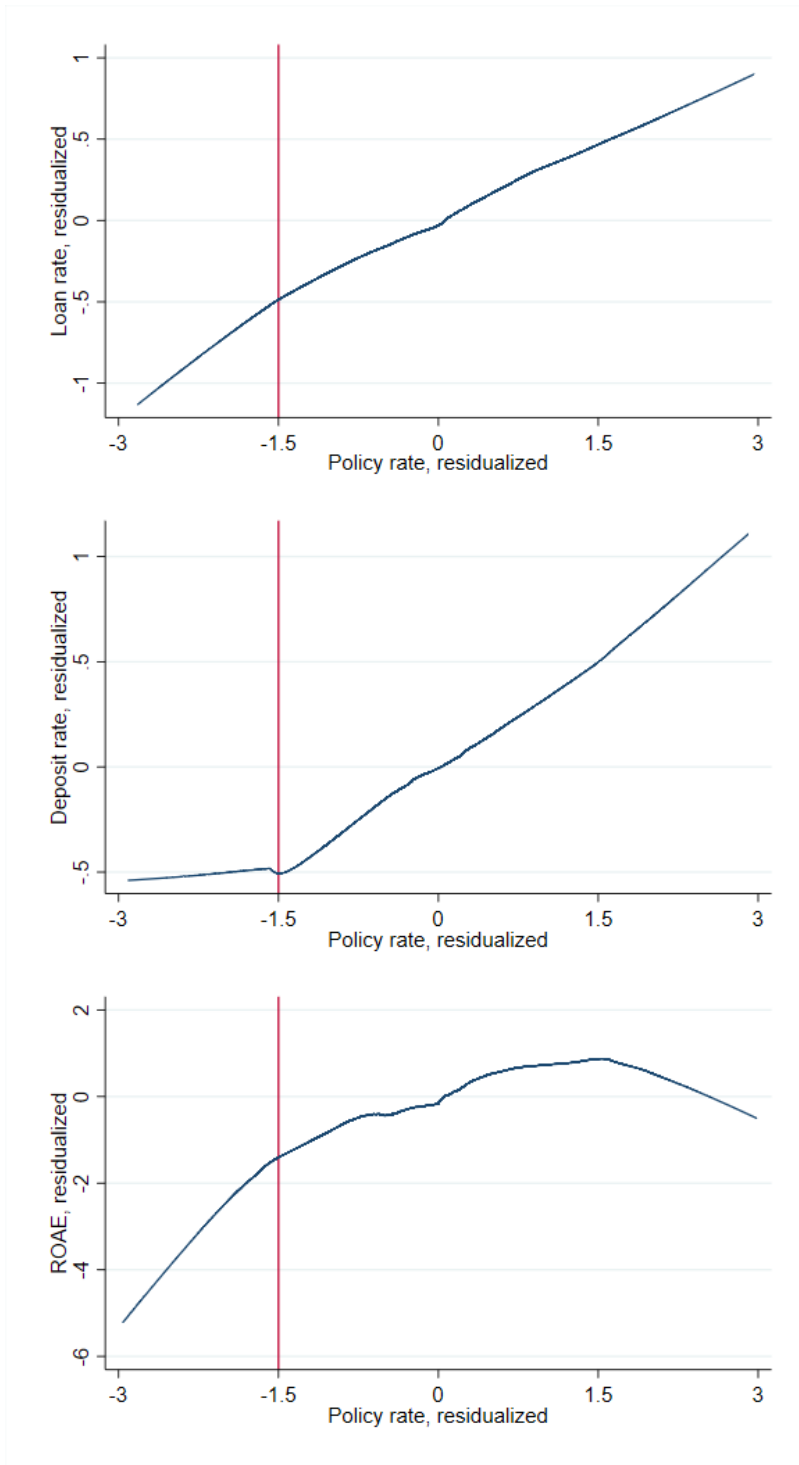 Loan rate, residualized
1
.5
0
-.5
-1
-3 -1.5 0 1.5 3
Policy rate, residualized
Deposit rate, residualized
1
.5
0
-.5
-3 -1.5 0 1.5 3
Policy rate, residualized
ROAE, residualized
2
0
-2
-4
-6
-3 -1.5 0 1.5 3
Policy rate, residualized